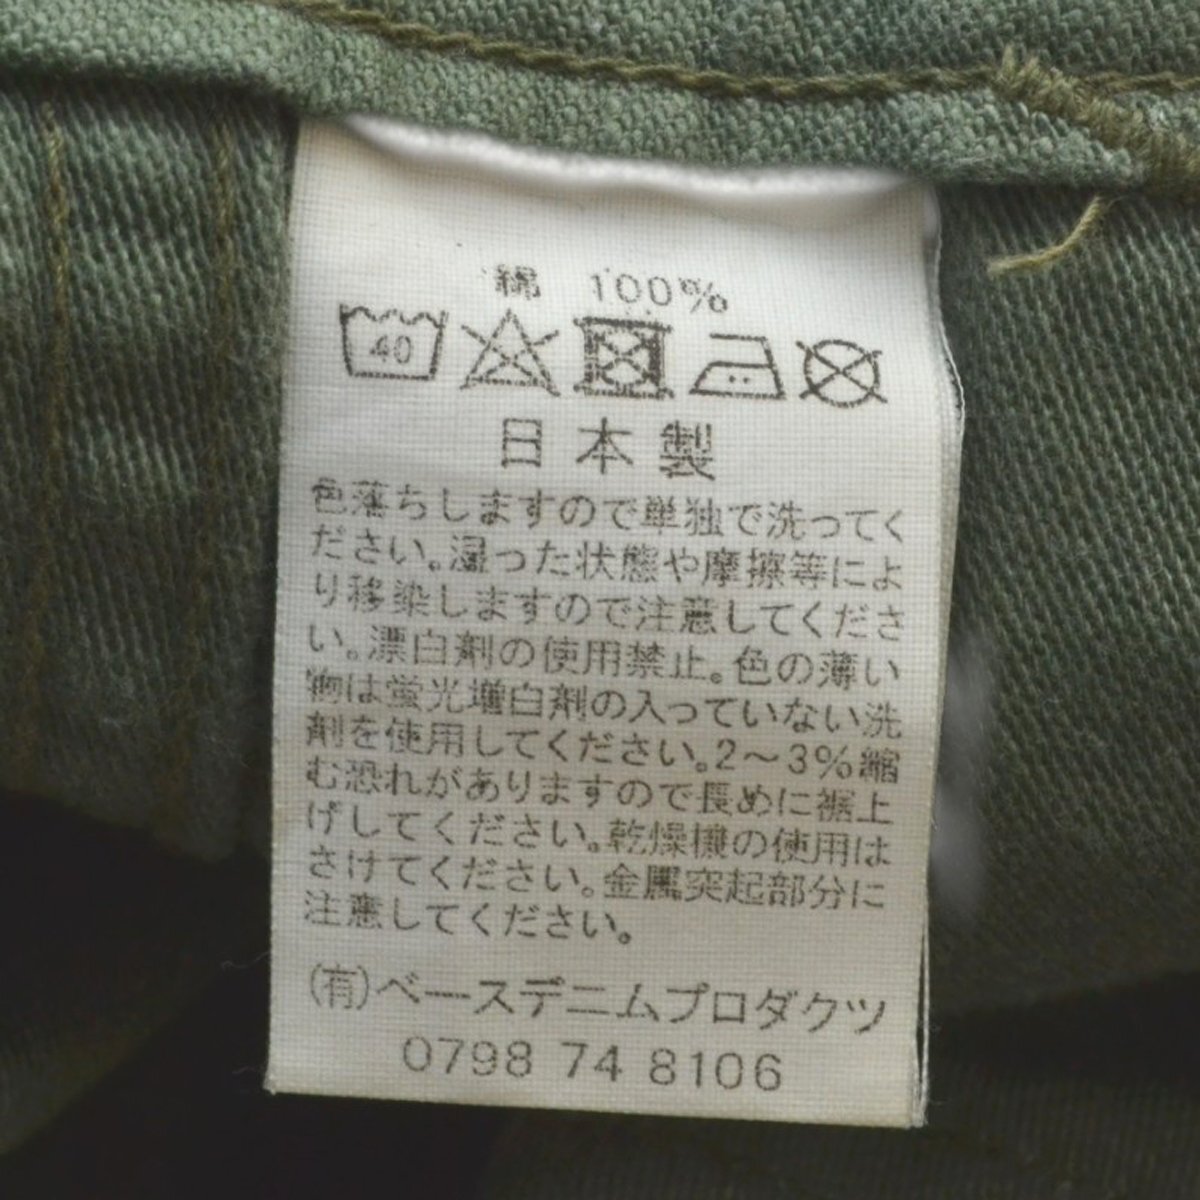 綿 100%
40
日本製
色落ちしますので単独で洗ってく
ださい。湿った状態や摩擦等によ
り移染しますので注意してくださ
い。漂白剤の使用禁止。色の薄い
物は蛍光増白剤の入っていない洗
剤を使用してください。2〜3%縮
む恐れがありますので長めに裾上
げしてください。乾燥機の使用は
さけてください。金属突起部分に
注意してください。
(有)ベースデニムプロダクツ
0798 74 8106